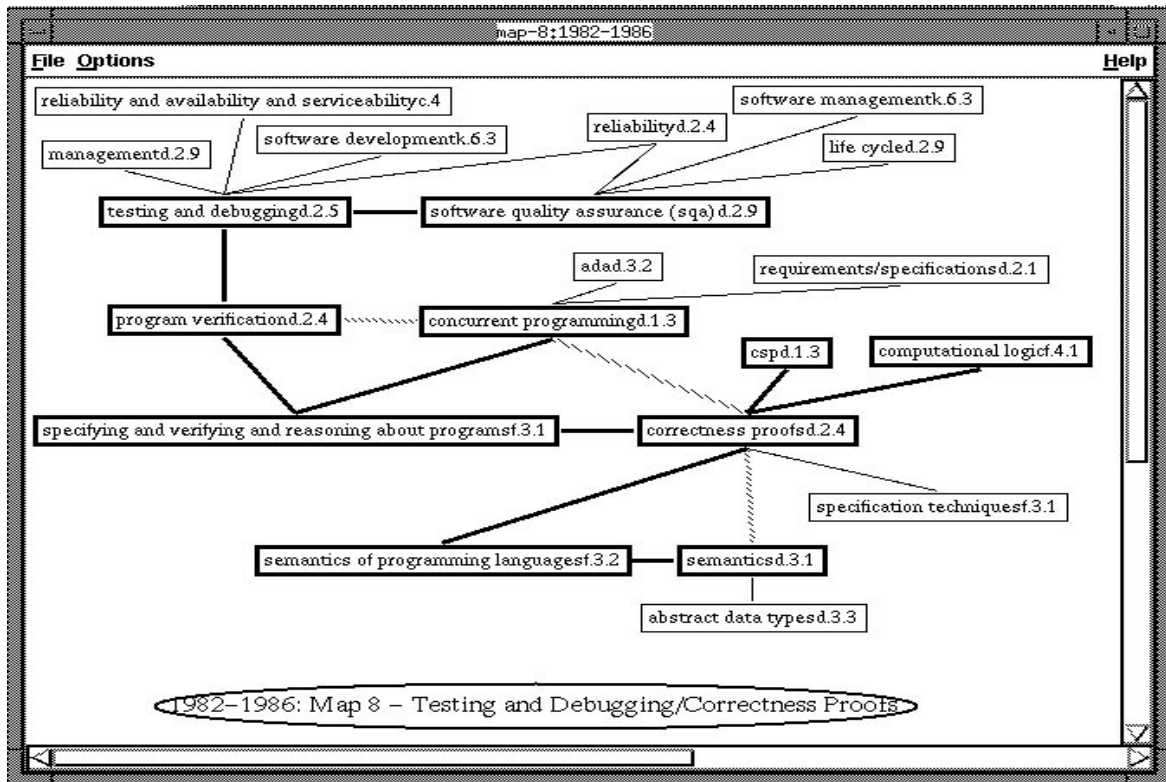 map-8:1982-1986
File Options Help
reliability and availability and serviceabilityc.4
software managementk.6.3
software developmentk.6.3
reliabilityd.2.4
managementd.2.9
life cycled.2.9
testing and debuggingd.2.5
software quality assurance (sqa)d.2.9
adad.3.2
requirements/specificationsd.2.1
program verificationd.2.4
concurrent programmingd.1.3
cspd.1.3
computational logicf.4.1
specifying and verifying and reasoning about programsf.3.1
correctness proofsd.2.4
specification techniquesf.3.1
semantics of programming languagesf.3.2
semanticsd.3.1
abstract data typesd.3.3
1982-1986: Map 8 - Testing and Debugging/Correctness Proofs